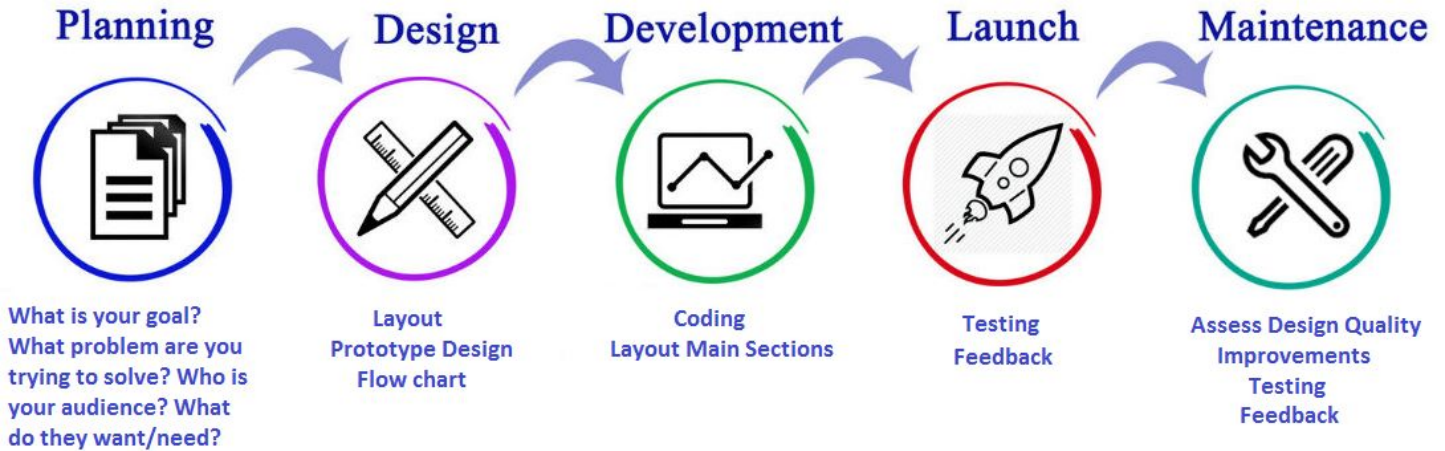 Planning
Design
Development
Launch
Maintenance
What is your goal?
What problem are you
trying to solve? Who is
your audience? What
do they want/need?
Layout
Prototype Design
Flow chart
Coding
Layout Main Sections
Testing
Feedback
Assess Design Quality
Improvements
Testing
Feedback